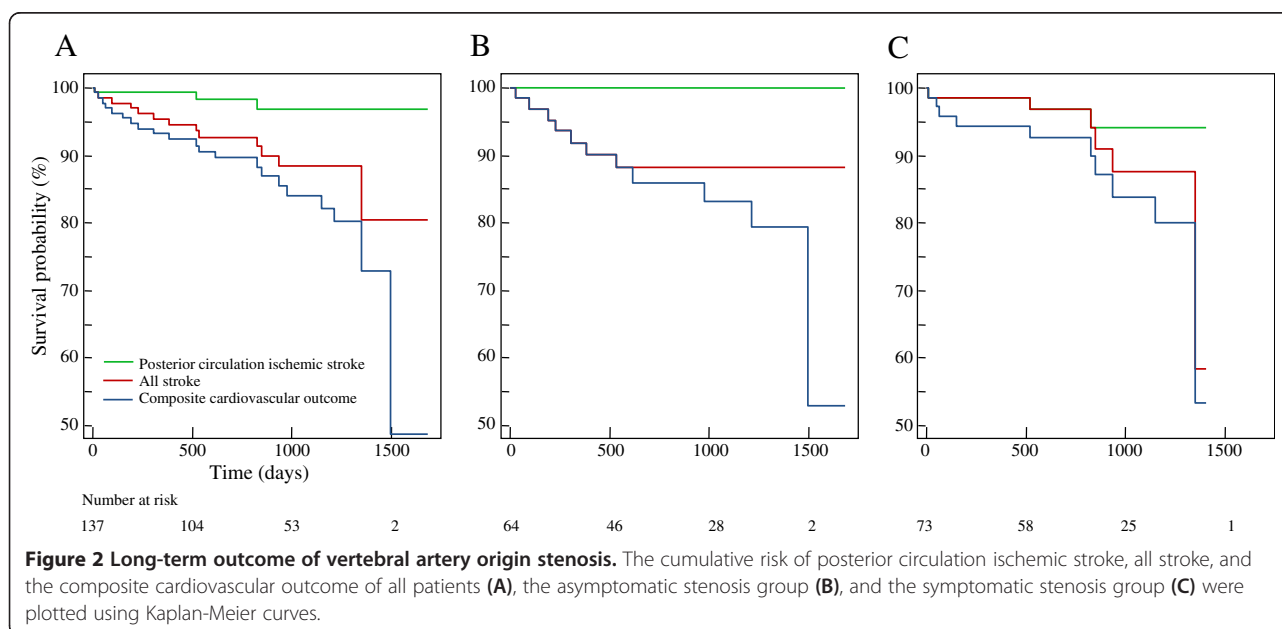 A
B
C
100
90
80
70
60
50
Survival probability (%)
Posterior circulation ischemic stroke
All stroke
Composite cardiovascular outcome
0 500 1000 1500
Time (days)
100
90
80
70
60
50
0 500 1000 1500
100
90
80
70
60
50
0 500 1000 1500
Number at risk
137 104 53 2 64 46 28 2 73 58 25 1
Figure 2 Long-term outcome of vertebral artery origin stenosis. The cumulative risk of posterior circulation ischemic stroke, all stroke, and
the composite cardiovascular outcome of all patients (A), the asymptomatic stenosis group (B), and the symptomatic stenosis group (C) were
plotted using Kaplan-Meier curves.